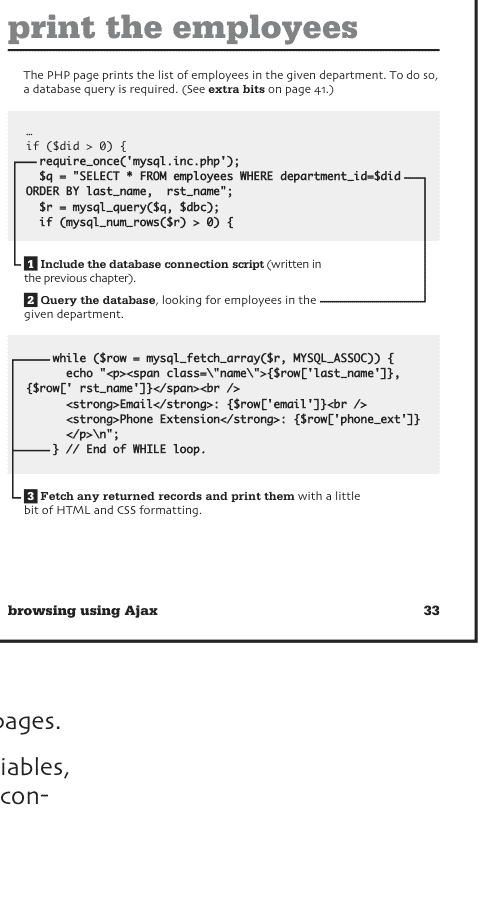 print the employees
The PHP page prints the list of employees in the given department. To do so,
a database query is required. (See extra bits on page 41.)
…
if ($did > 0) {
require_once('mysql.inc.php');
$q = "SELECT * FROM employees WHERE department_id=$did
ORDER BY last_name, rst_name";
$r = mysql_query($q, $dbc);
if (mysql_num_rows($r) > 0) {
1 Include the database connection script (written in
the previous chapter).
2 Query the database, looking for employees in the
given department.
while ($row = mysql_fetch_array($r, MYSQL_ASSOC)) {
echo "<p><span class=\"name\">{$row['last_name']},
{$row[' rst_name']}</span><br />
<strong>Email</strong>: {$row['email']}<br />
<strong>Phone Extension</strong>: {$row['phone_ext']}
</p>\n";
} // End of WHILE loop.
3 Fetch any returned records and print them with a little
bit of HTML and CSS formatting.
browsing using Ajax 33
pages.
iables,
con-